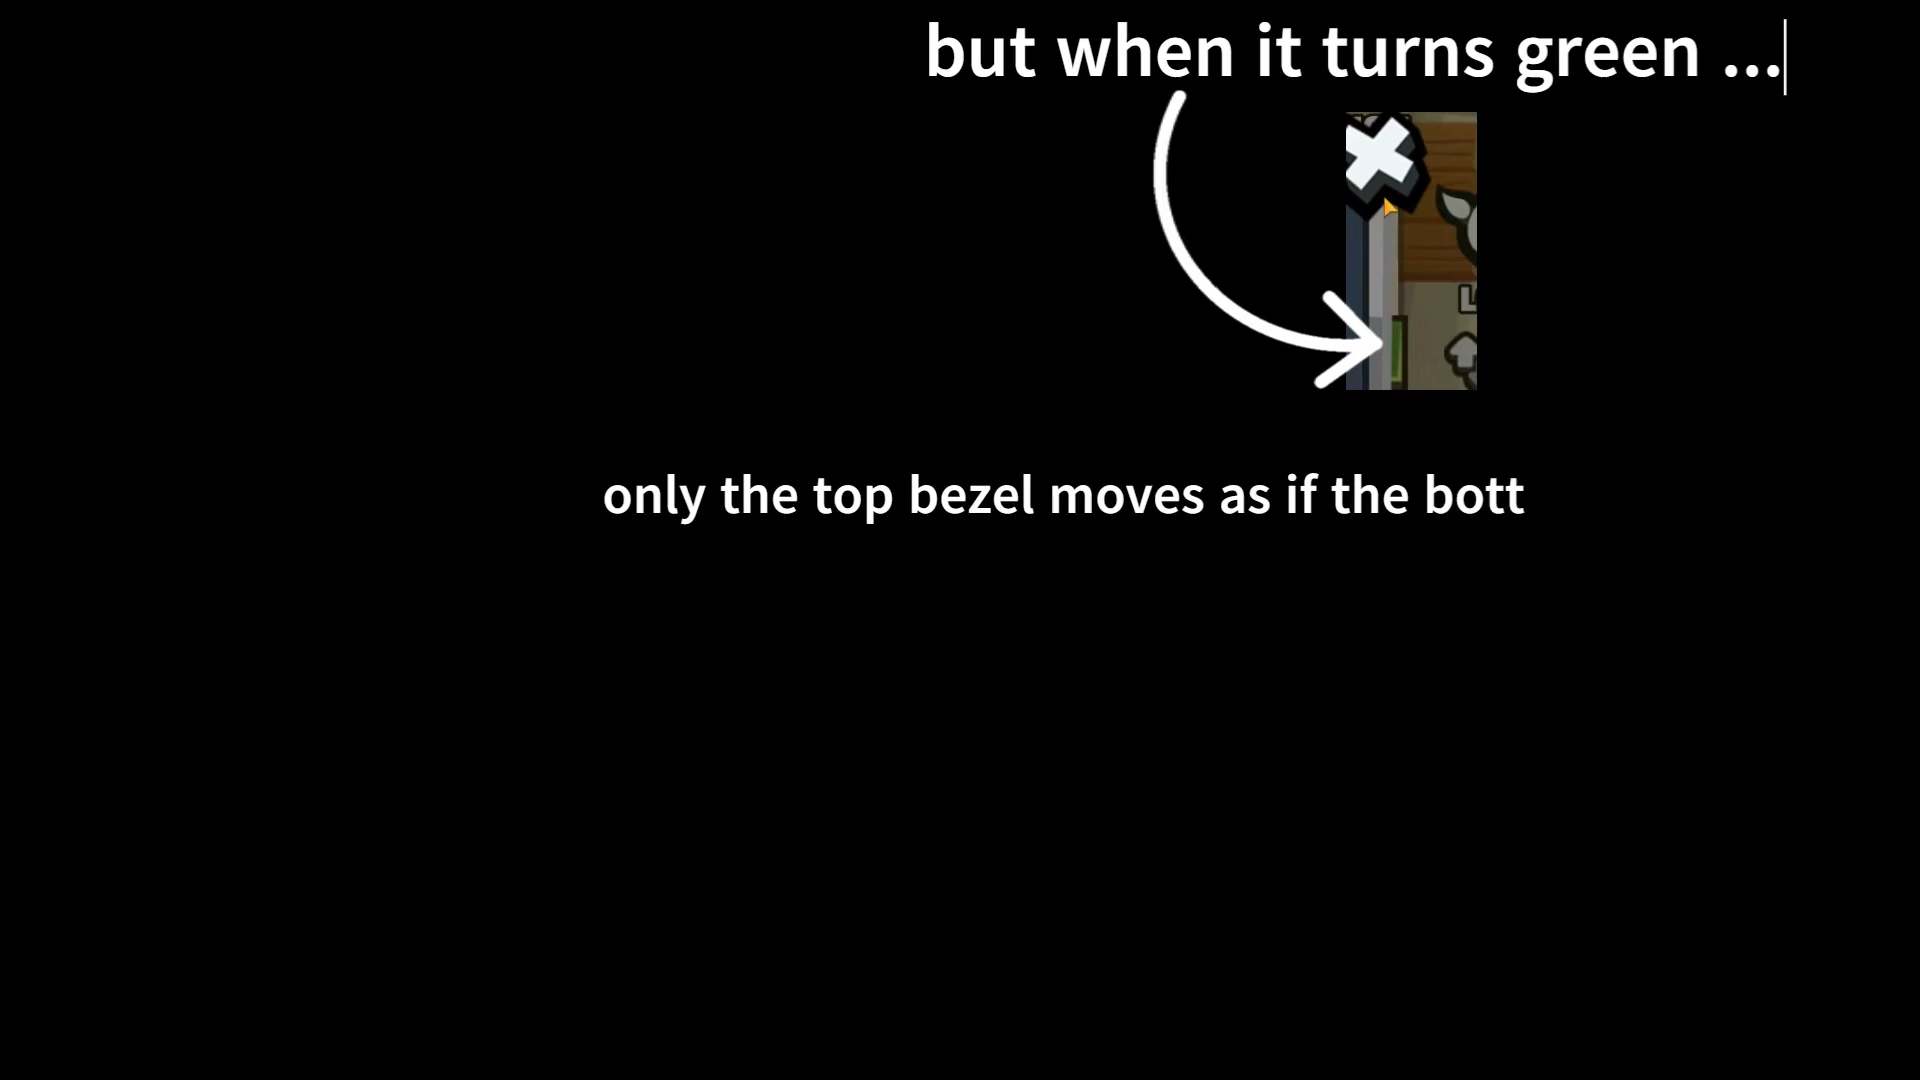 but when it turns green ...
only the top bezel moves as if the bott